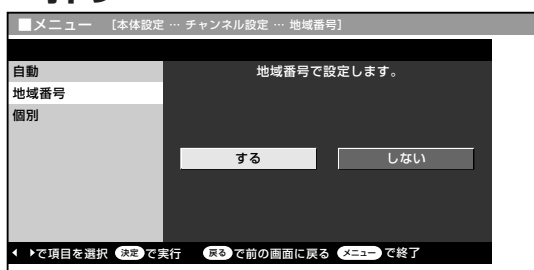 ■メニュー [本体設定 … チャンネル設定 … 地域番号]
自動
地域番号
個別
地域番号で設定します。
する しない
で項目を選択 決定 で実行 戻る で前の画面に戻る メニュー で終了